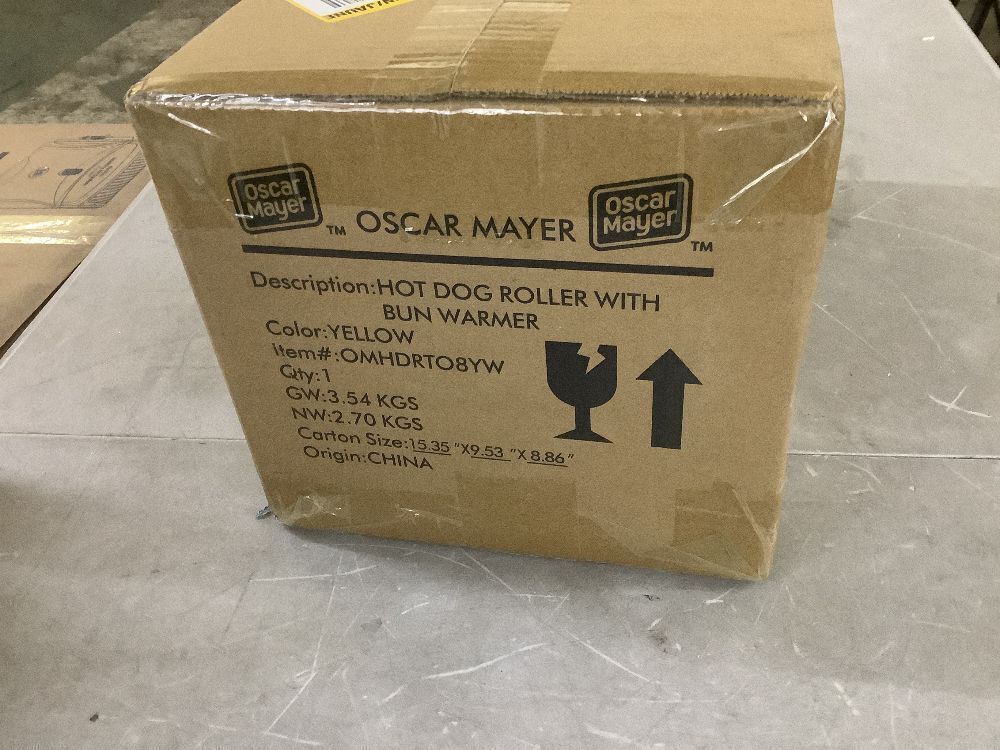 W/JAUNE
Oscar
Mayer
TM
OSCAR MAYER
Oscar
Mayer
TM
Description:HOT DOG ROLLER WITH
BUN WARMER
Color:YELLOW
Item#:OMHDRTO8YW
Qty:1
GW:3.54 KGS
NW:2.70 KGS
Carton Size:15.35 "X9.53 "X 8.86"
Origin:CHINA